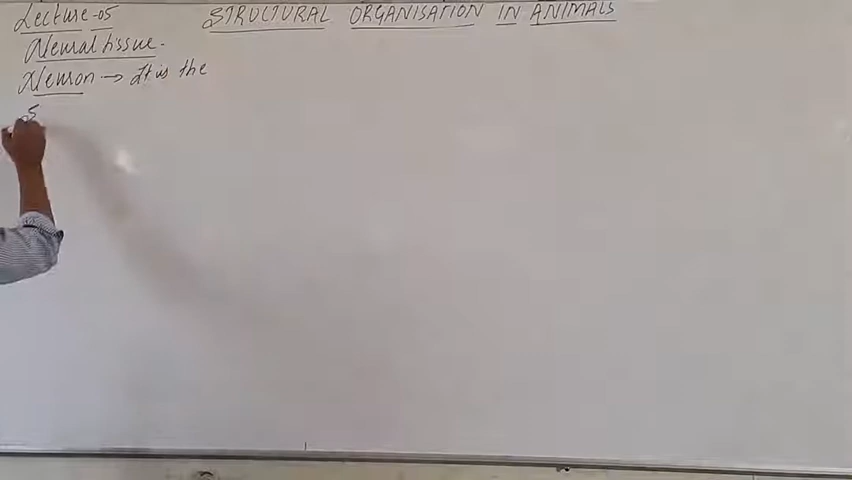 Lecture-05
STRUCTURAL ORGANISATION IN ANIMALS
Neural tissue.
Neuron → It is the
S